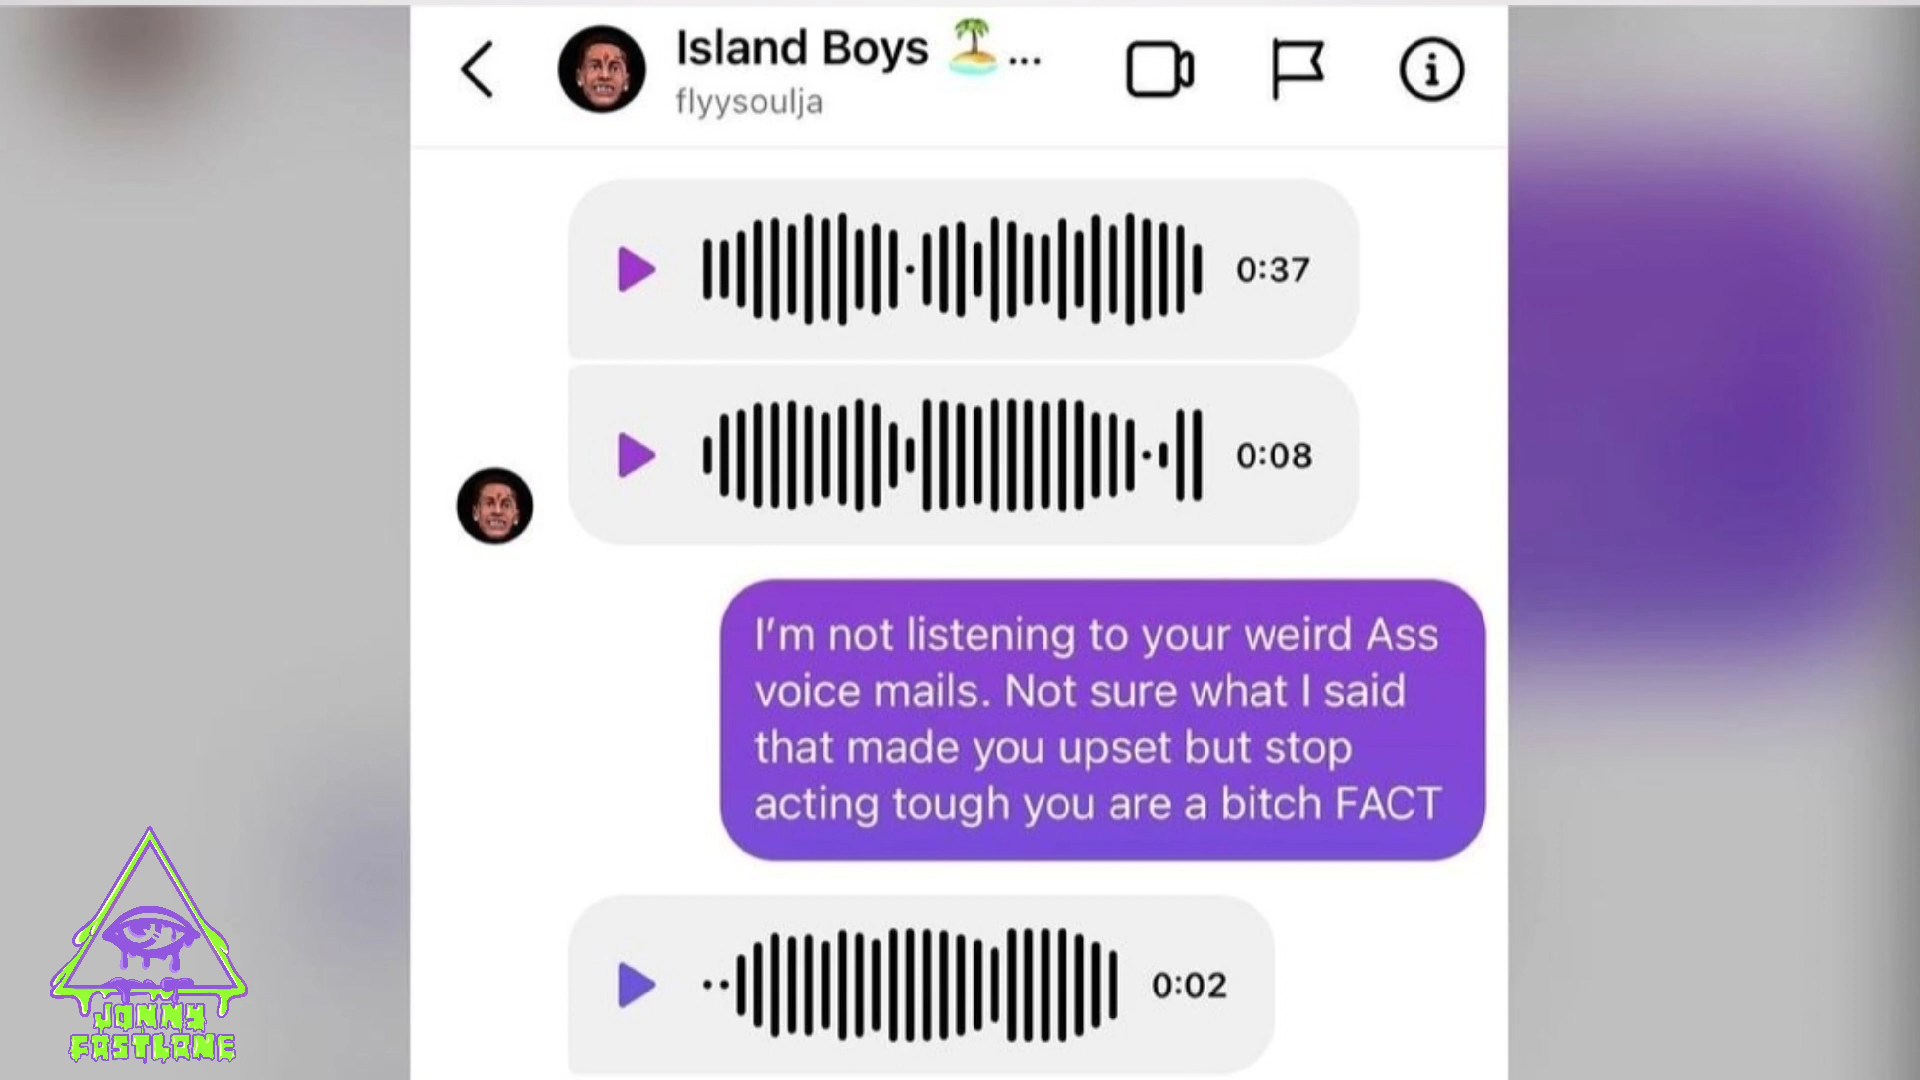 Island Boys 🏝️...
flyysoulja
0:37
0:08
I'm not listening to your weird Ass
voice mails. Not sure what I said
that made you upset but stop
acting tough you are a bitch FACT
0:02
JONNY
FASTLANE